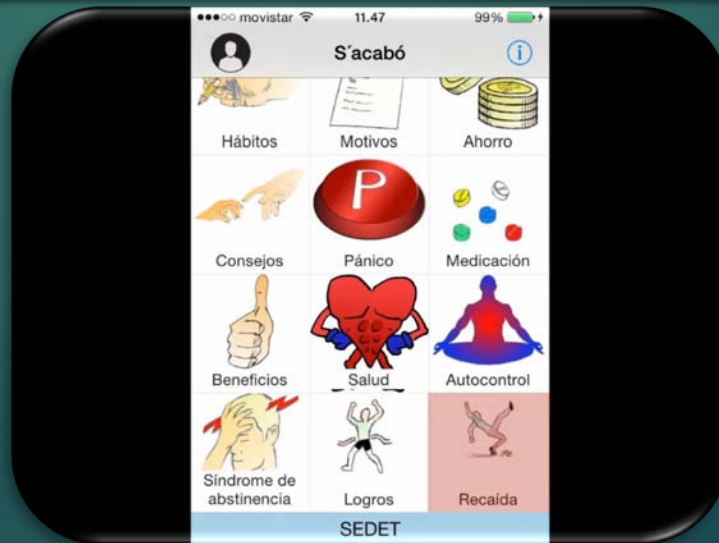 movistar 11.47 99%
S´acabó
Hábitos Motivos Ahorro
P
Consejos Pánico Medicación
Beneficios Salud Autocontrol
Síndrome de
abstinencia Logros Recaída
SEDET